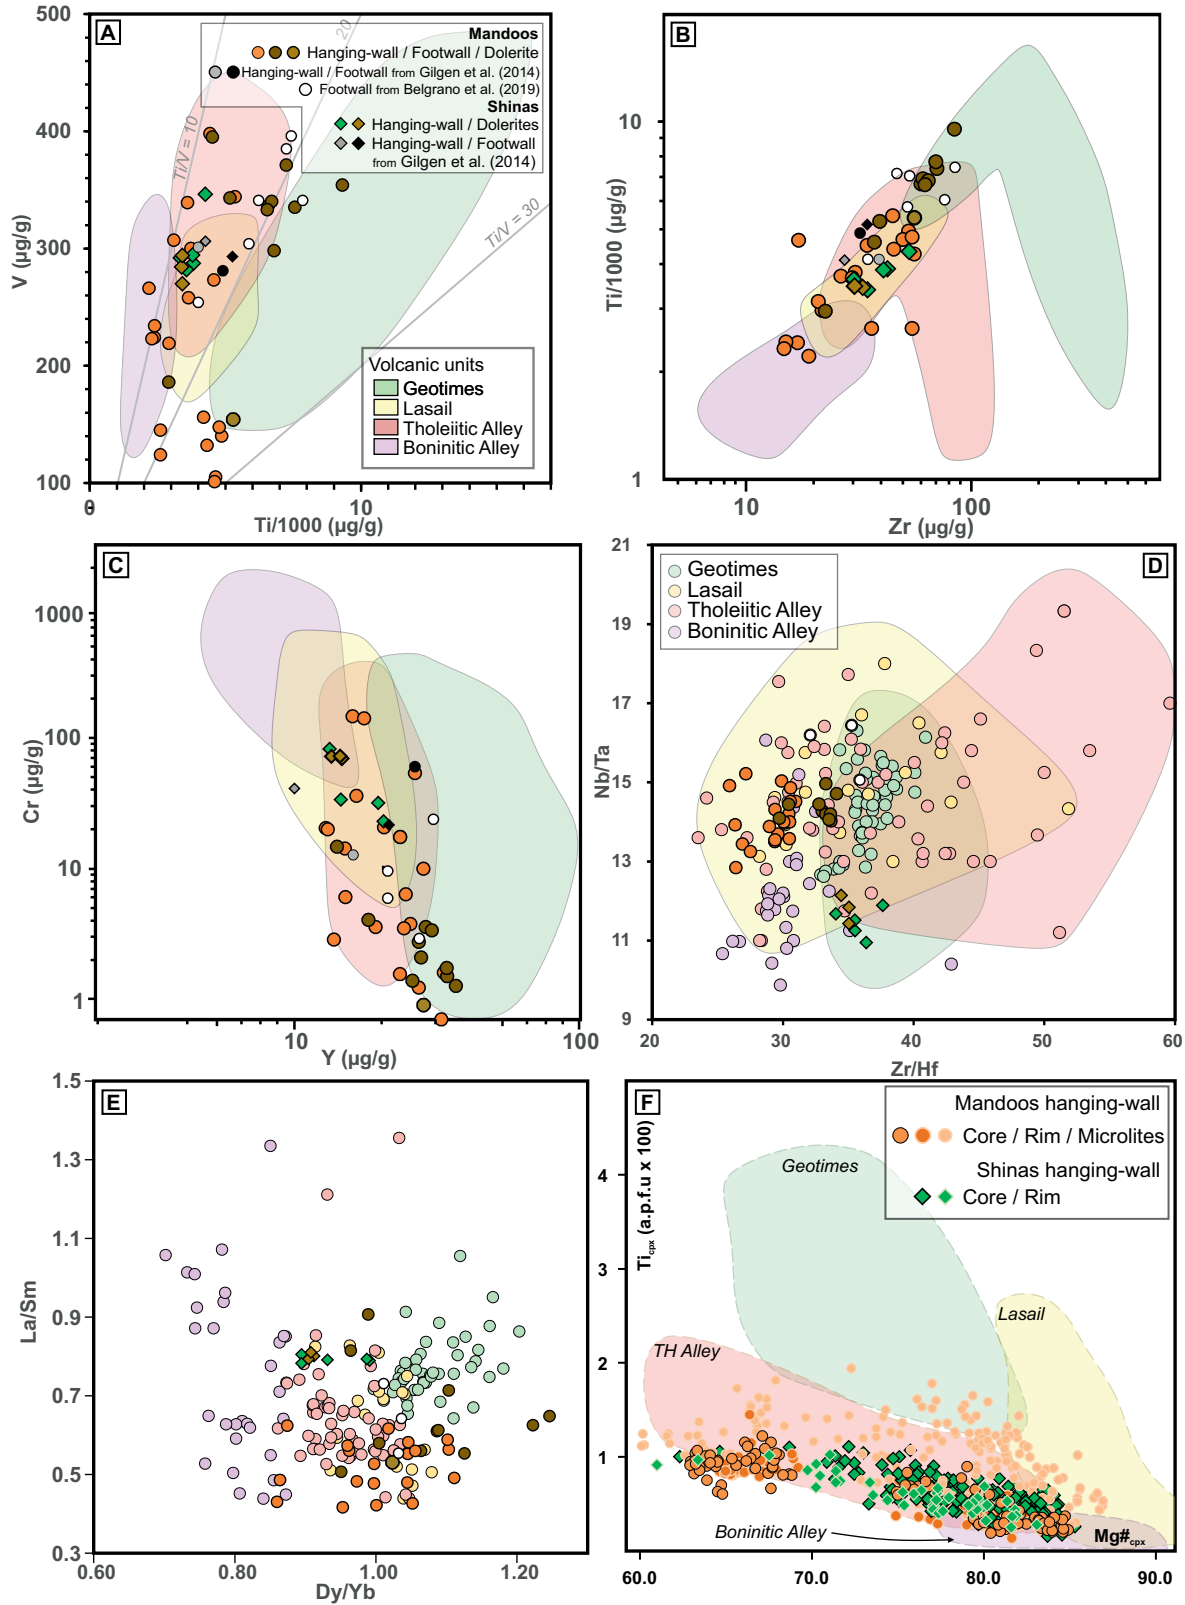 A
500
400
300
200
100
V (µg/g)
0
10
Ti/1000 (µg/g)
Ti/V = 10
20
Ti/V = 30
Mandoos
Hanging-wall / Footwall / Dolerite
Hanging-wall / Footwall from Gilgen et al. (2014)
Footwall from Belgrano et al. (2019)
Shinas
Hanging-wall / Dolerites
Hanging-wall / Footwall
from Gilgen et al. (2014)
Volcanic units
Geotimes
Lasail
Tholeiitic Alley
Boninitic Alley
B
10
1
Ti/1000 (µg/g)
10
100
Zr (µg/g)
C
1000
100
10
1
Cr (µg/g)
10
100
Y (µg/g)
D
Geotimes
Lasail
Tholeiitic Alley
Boninitic Alley
21
19
17
15
13
11
9
Nb/Ta
20
30
40
50
60
Zr/Hf
E
1.5
1.3
1.1
0.9
0.7
0.5
0.3
La/Sm
0.60
0.80
1.00
1.20
Dy/Yb
F
Mandoos hanging-wall
Core / Rim / Microlites
Shinas hanging-wall
Core / Rim
Ti cpx (a.p.f.u x 100)
4
3
2
1
Geotimes
Lasail
TH Alley
Boninitic Alley
Mg# cpx
60.0
70.0
80.0
90.0